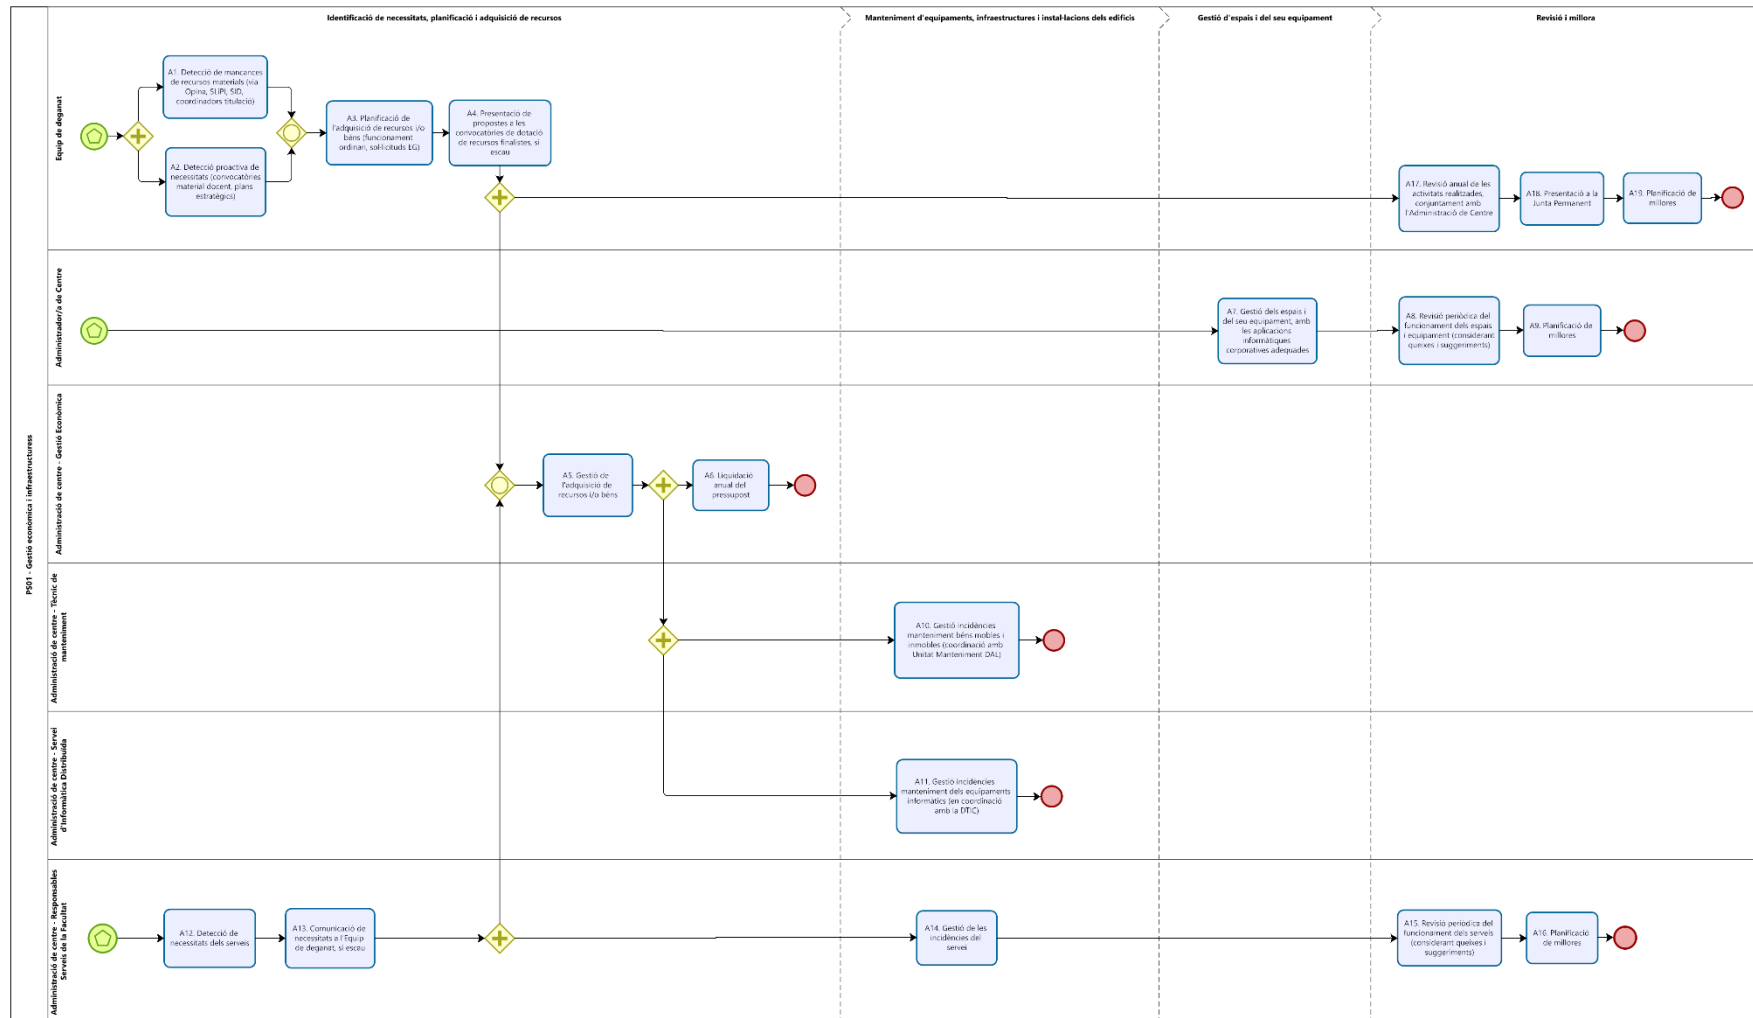 Identificació de necessitats, planificació i adquisició de recursos
Manteniment d'equipaments, infraestructures i instal·lacions dels edificis
Gestió d'espais i del seu equipament
Revisió i millora
PS01 - Gestió econòmica i infraestructuress
Equip de deganat
A1. Detecció de mancances
de recursos materials (via
Opina, SLiPI, SID,
coordinadors titulació)
A2. Detecció proactiva de
necessitats (convocatòries
material docent, plans
estratègics)
A3. Planificació de
l'adquisició de recursos i/o
béns (funcionament
ordinari, sol·licituds EG)
A4. Presentació de
propostes a les
convocatòries de dotació
de recursos finalistes, si
escau
A17. Revisió anual de les
activitats realitzades,
conjuntament amb
l'Administració de Centre
A18. Presentació a la
Junta Permanent
A19. Planificació de
millores
Administrador/a de Centre
A7. Gestió dels espais i
del seu equipament, amb
les aplicacions
informàtiques
corporatives adequades
A8. Revisió periòdica del
funcionament dels espais
i equipament (considerant
queixes i suggeriments)
A9. Planificació de
millores
Administració de centre - Gestió Econòmica
A5. Gestió de
l'adquisició de
recursos i/o béns
A6. Liquidació
anual del
pressupost
Administració de centre - Tècnic de
manteniment
A10. Gestió incidències
manteniment béns mobles i
inmobles (coordinació amb
Unitat Manteniment DAL)
Administració de centre - Servei
d'Informàtica Distribuïda
A11. Gestió incidències
manteniment dels equipaments
informàtics (en coordinació
amb la DTIC)
Administració de centre - Responsables
Serveis de la Facultat
A12. Detecció de
necessitats dels serveis
A13. Comunicació de
necessitats a l'Equip
de deganat, si escau
A14. Gestió de les
incidències del
servei
A15. Revisió periòdica del
funcionament dels serveis
(considerant queixes i
suggeriments)
A16. Planificació
de millores